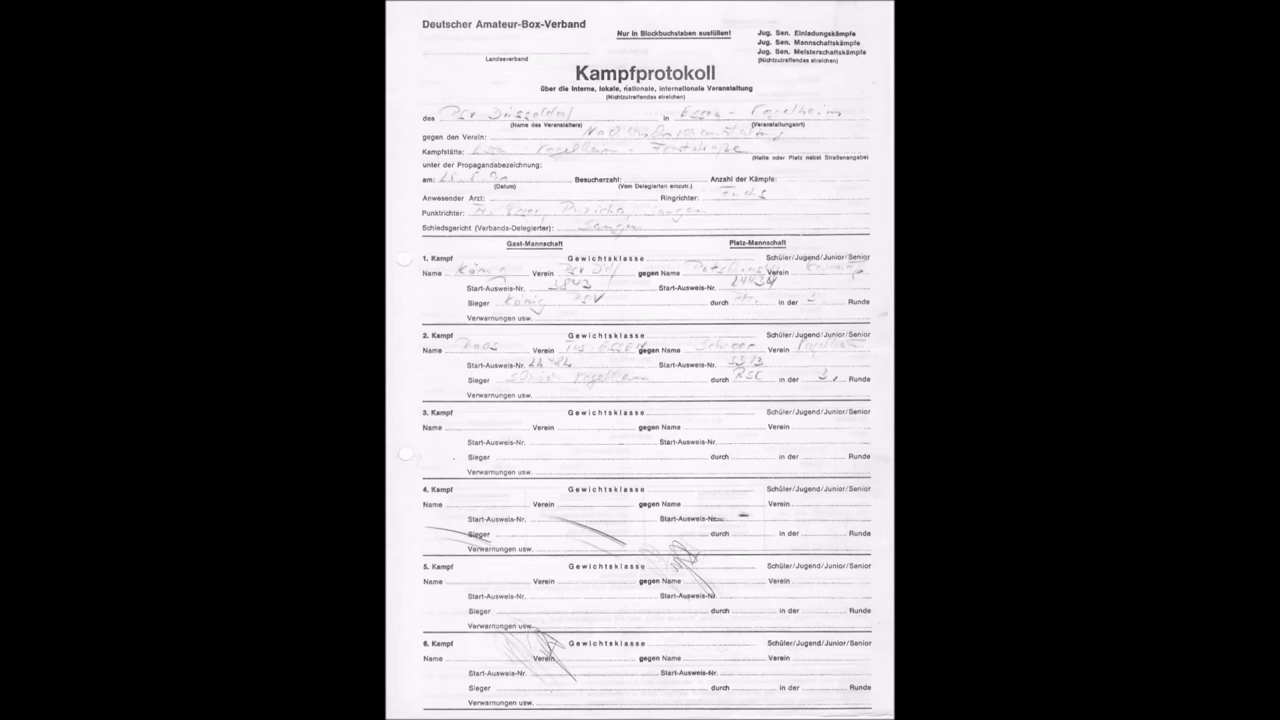 Deutscher Amateur-Box-Verband
Nur in Blockbuchstaben ausfüllen!
Jug. Sen. Einladungskämpfe
Jug. Sen. Mannschaftskämpfe
Jug. Sen. Meisterschaftskämpfe
(Nichtzutreffendes streichen)
Landesverband
Kampfprotokoll
über die interne, lokale, nationale, internationale Veranstaltung
(Nichtzutreffendes streichen)
des PSV Düsseldorf in Essen - Vogelheim
(Name des Veranstalters) (Veranstaltungsort)
gegen den Verein:
Kampfstätte: Essen - Vogelheim -
(Halle oder Platz nebst Straßenangabe)
unter der Propagandabezeichnung:
am: Besucherzahl: Anzahl der Kämpfe:
(Datum) (Vom Delegierten einzutr.)
Anwesender Arzt: Ringrichter: Fuchs
Punktrichter:
Schiedsgericht (Verbands-Delegierter):
Gast-Mannschaft Platz-Mannschaft
1. Kampf Gewichtsklasse Schüler/Jugend/Junior/Senior
Name König Verein PSV gegen Name Verein
Start-Ausweis-Nr. 3843 Start-Ausweis-Nr.
Sieger König PSV durch in der 3. Runde
Verwarnungen usw.
2. Kampf Gewichtsklasse Schüler/Jugend/Junior/Senior
Name Verein TUS ESSEN gegen Name Verein Vogelheim
Start-Ausweis-Nr. Start-Ausweis-Nr.
Sieger Vogelheim durch RSC in der 3. Runde
Verwarnungen usw.
3. Kampf Gewichtsklasse Schüler/Jugend/Junior/Senior
Name Verein gegen Name Verein
Start-Ausweis-Nr. Start-Ausweis-Nr.
Sieger durch in der Runde
Verwarnungen usw.
4. Kampf Gewichtsklasse Schüler/Jugend/Junior/Senior
Name Verein gegen Name Verein
Start-Ausweis-Nr. Start-Ausweis-Nr.
Sieger durch in der Runde
Verwarnungen usw.
5. Kampf Gewichtsklasse Schüler/Jugend/Junior/Senior
Name Verein gegen Name Verein
Start-Ausweis-Nr. Start-Ausweis-Nr.
Sieger durch in der Runde
Verwarnungen usw.
6. Kampf Gewichtsklasse Schüler/Jugend/Junior/Senior
Name Verein gegen Name Verein
Start-Ausweis-Nr. Start-Ausweis-Nr.
Sieger durch in der Runde
Verwarnungen usw.